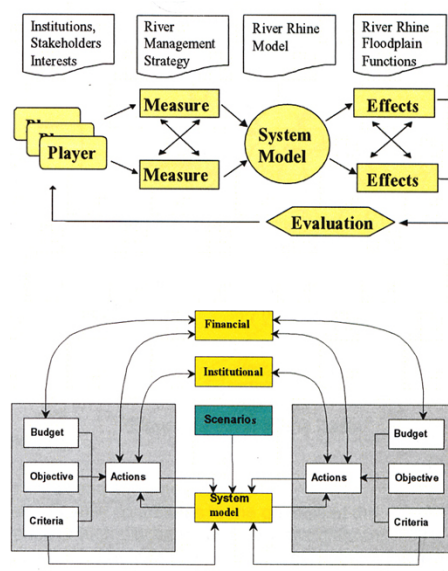 Institutions,
Stakeholders
Interests
River
Management
Strategy
River Rhine
Model
River Rhine
Floodplain
Functions
Player
Measure
Measure
System
Model
Effects
Effects
Evaluation
Financial
Institutional
Scenarios
Budget
Objective
Criteria
Actions
System
model
Actions
Budget
Objective
Criteria